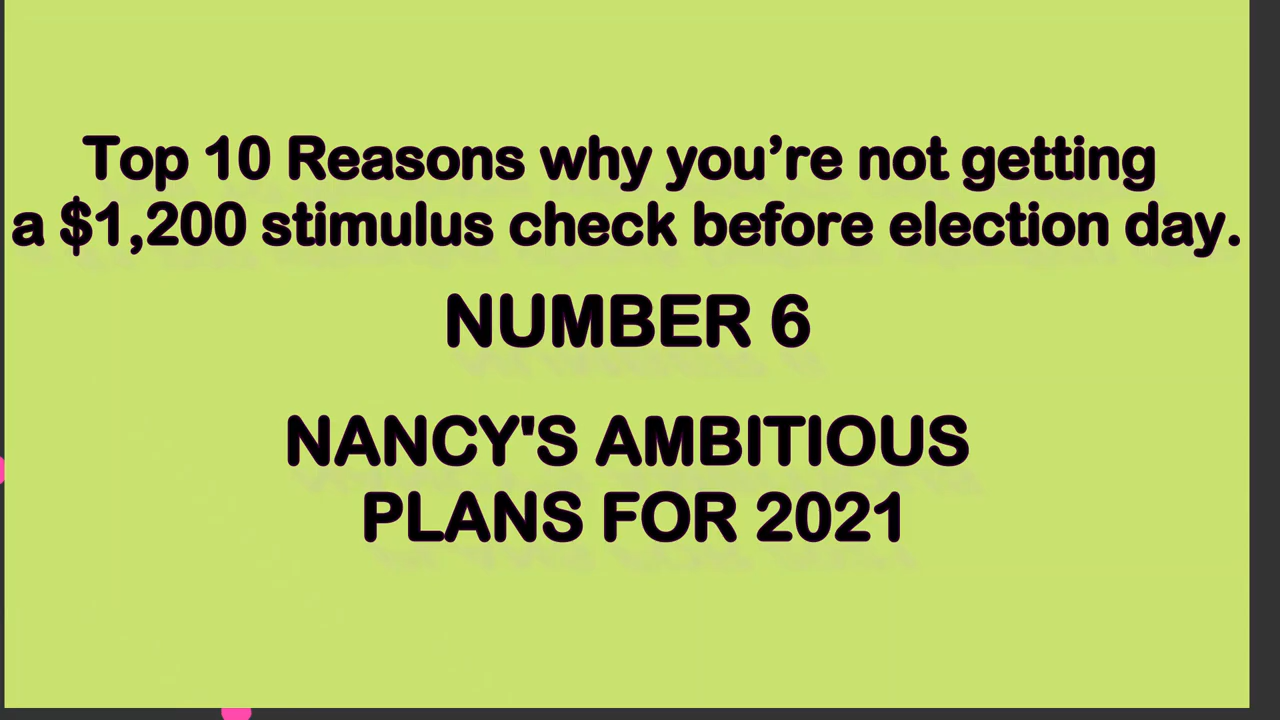 Top 10 Reasons why you’re not getting
a $1,200 stimulus check before election day.
NUMBER 6
NANCY'S AMBITIOUS
PLANS FOR 2021